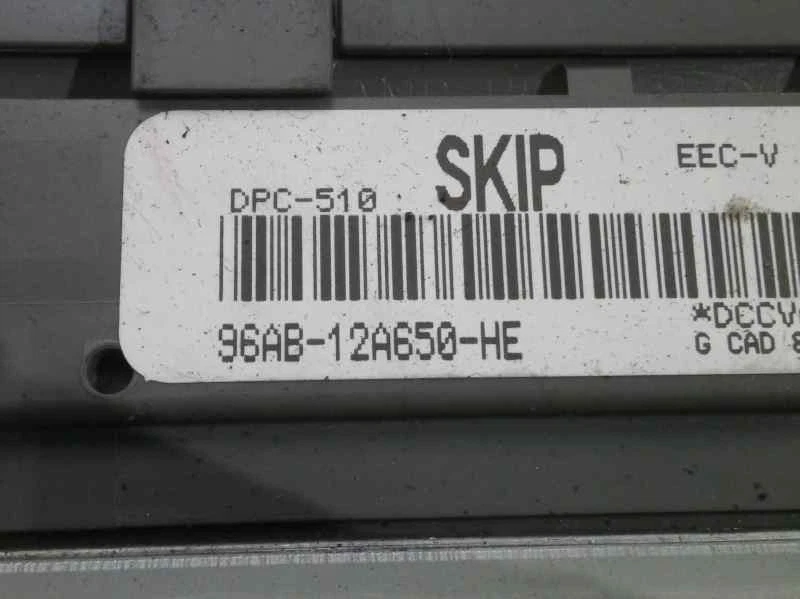 SKIP EEC-V
DPC-510
96AB-12A650-HE *DCCV
G CAD